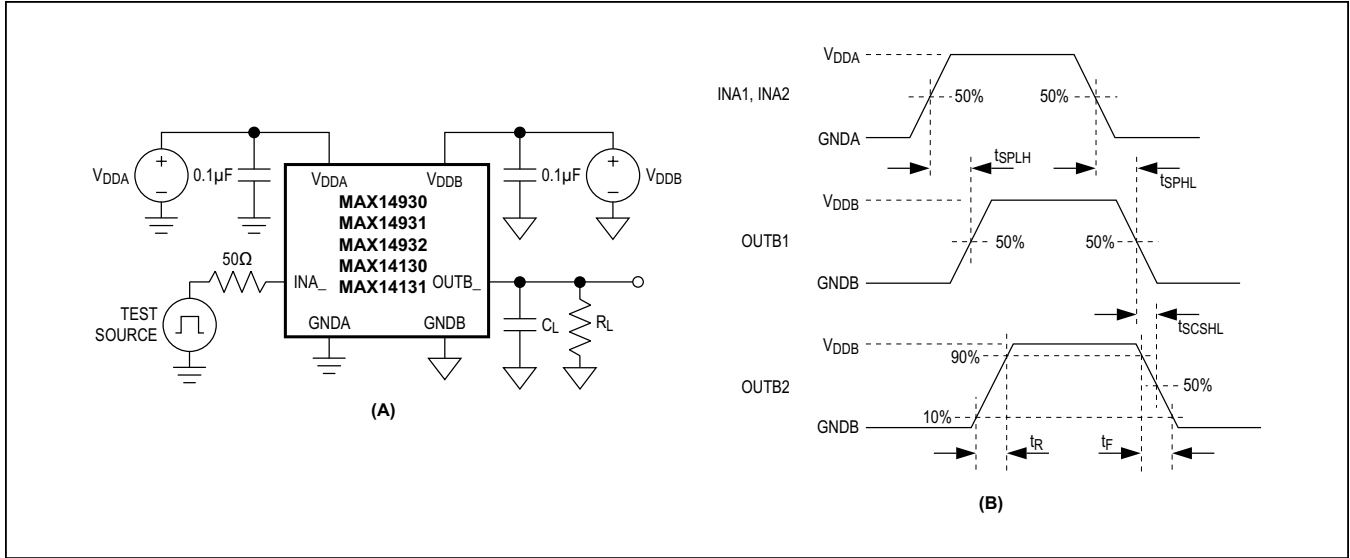 VDDA
0.1µF
VDDA
VDDB
0.1µF
VDDB
MAX14930
MAX14931
MAX14932
MAX14130
MAX14131
50Ω
INA_
OUTB_
TEST
SOURCE
GNDA
GNDB
CL
RL
(A)
VDDA
INA1, INA2
50%
50%
GNDA
tSPLH
tSPHL
VDDB
OUTB1
50%
50%
GNDB
tSCSHL
VDDB
90%
OUTB2
50%
10%
GNDB
tR
tF
(B)